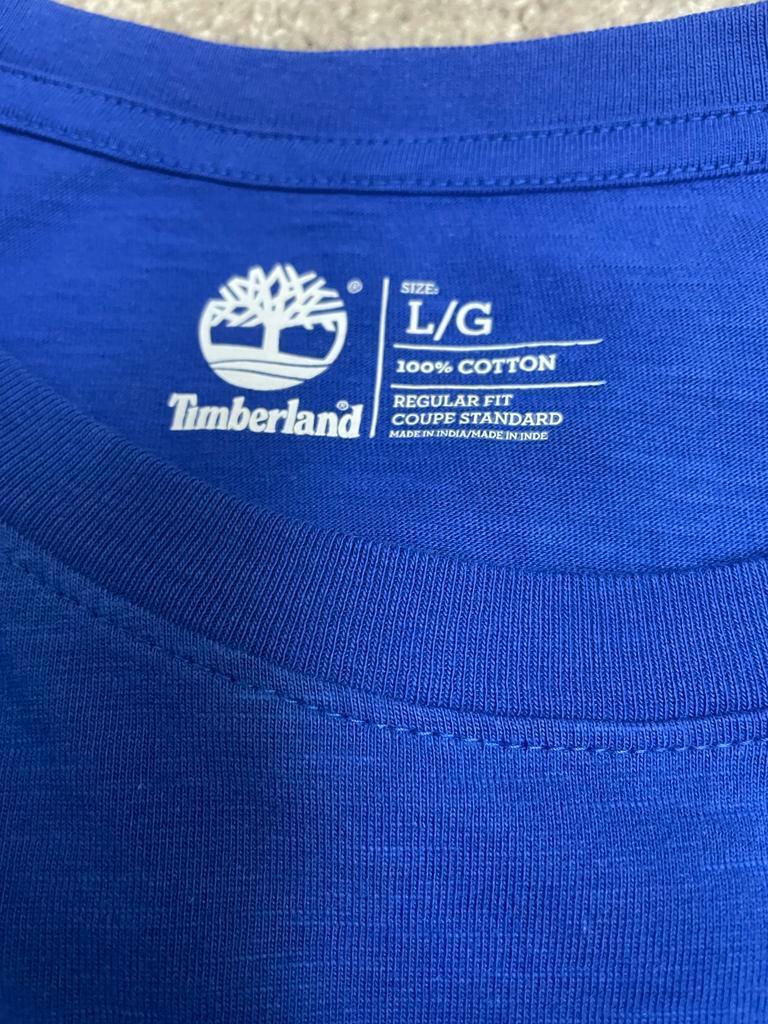 Timberland®
SIZE:
L/G
100% COTTON
REGULAR FIT
COUPE STANDARD
MADE IN INDIA/MADE IN INDE